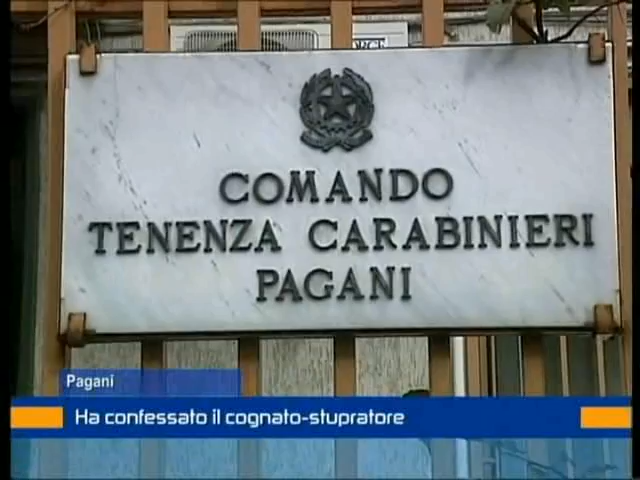 COMANDO
TENENZA CARABINIERI
PAGANI
Pagani
Ha confessato il cognato-stupratore